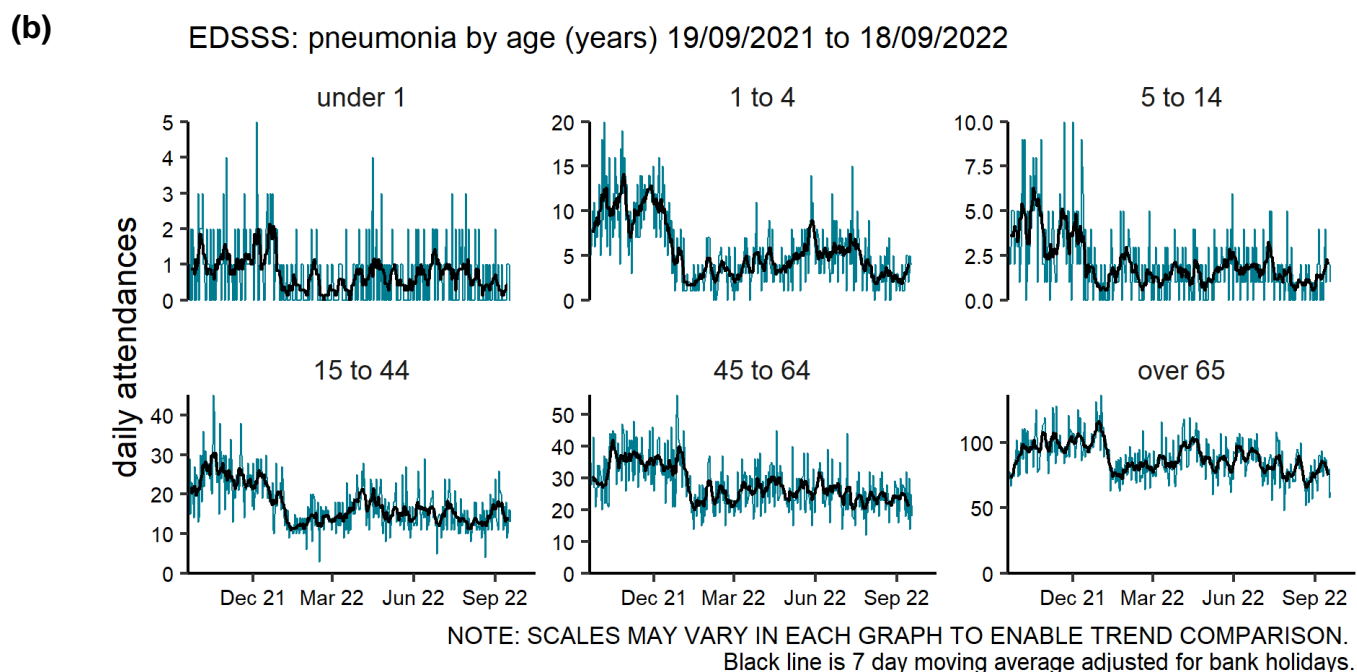 (b)
EDSSS: pneumonia by age (years) 19/09/2021 to 18/09/2022
daily attendances
under 1
5
4
3
2
1
0
1 to 4
20
15
10
5
0
5 to 14
10.0
7.5
5.0
2.5
0.0
15 to 44
40
30
20
10
0
Dec 21 Mar 22 Jun 22 Sep 22
45 to 64
50
40
30
20
10
0
Dec 21 Mar 22 Jun 22 Sep 22
over 65
100
50
0
Dec 21 Mar 22 Jun 22 Sep 22
NOTE: SCALES MAY VARY IN EACH GRAPH TO ENABLE TREND COMPARISON.
Black line is 7 day moving average adjusted for bank holidays.